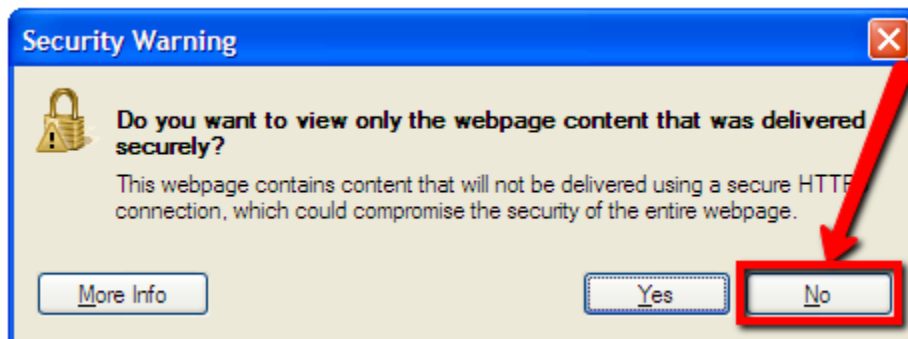 Security Warning
Do you want to view only the webpage content that was delivered
securely?
This webpage contains content that will not be delivered using a secure
connection, which could compromise the security of the entire webpage.
More Info
Yes
No